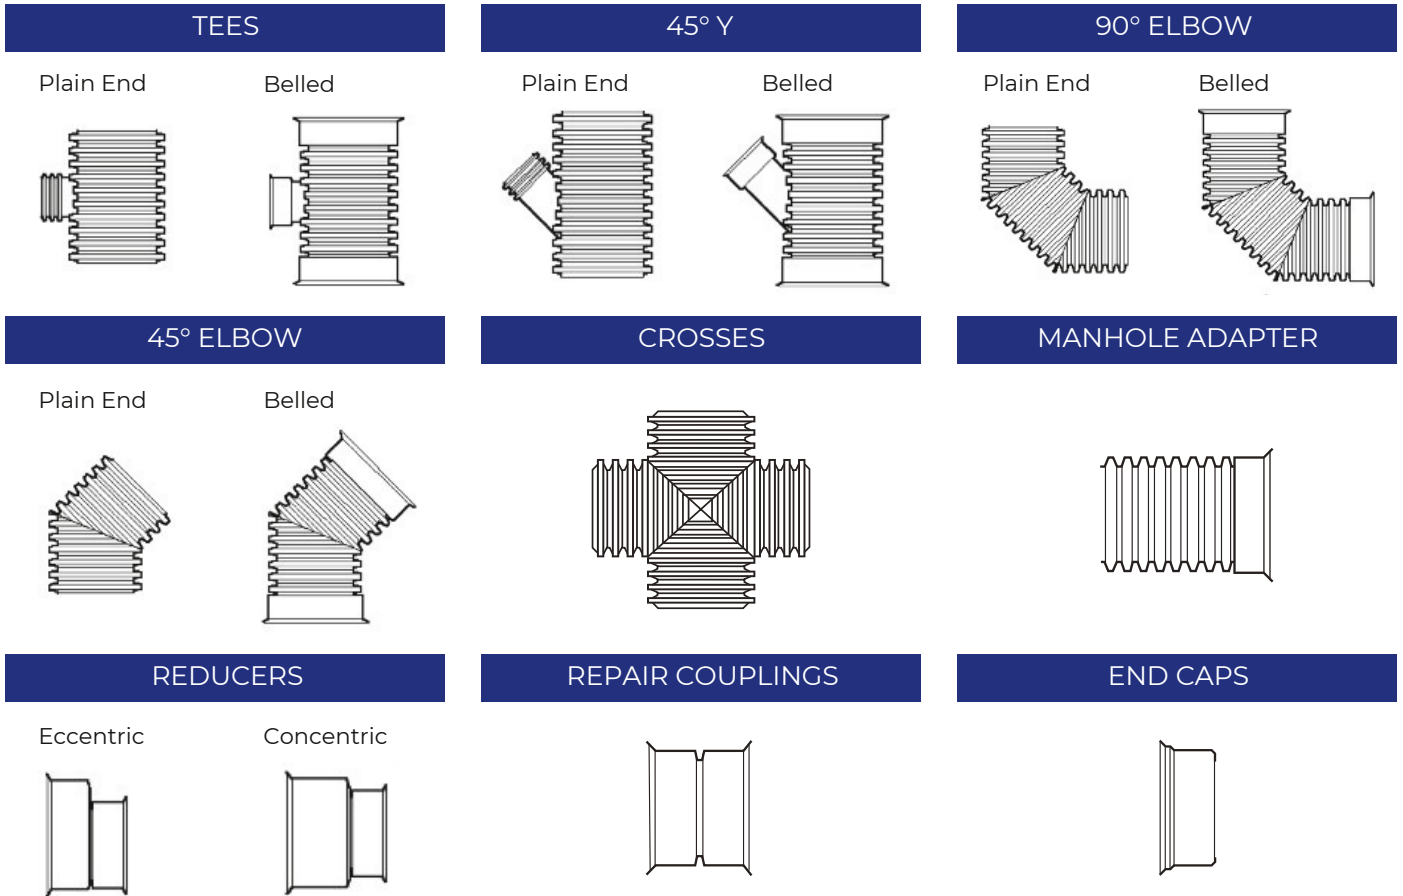 TEES
Plain End
Belled
45° Y
Plain End
Belled
90° ELBOW
Plain End
Belled
45° ELBOW
Plain End
Belled
CROSSES
MANHOLE ADAPTER
REDUCERS
Eccentric
Concentric
REPAIR COUPLINGS
END CAPS